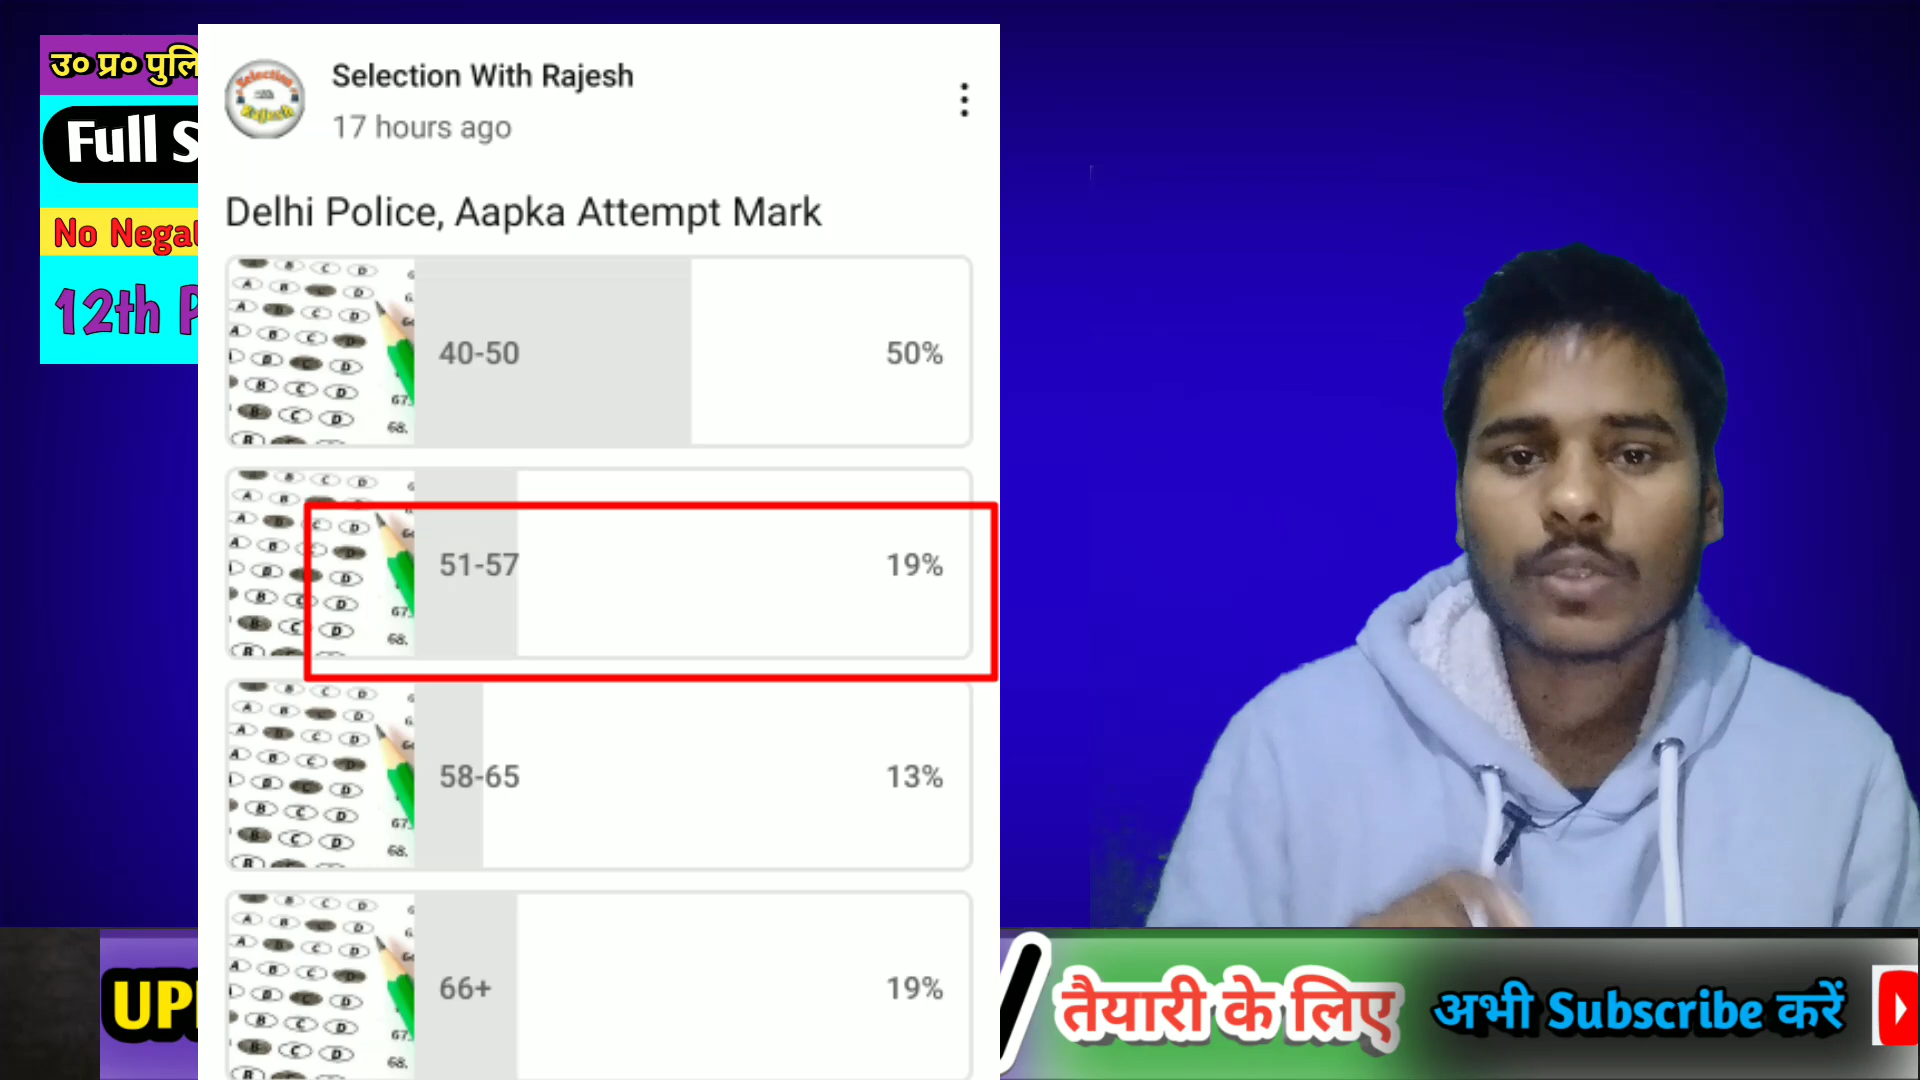 उ० प्र० पुलि
Full S
No Negat
12th P
Selection With Rajesh
17 hours ago
Delhi Police, Aapka Attempt Mark
40-50 50%
51-57 19%
58-65 13%
66+ 19%
UP
तैयारी के लिए
अभी Subscribe करें